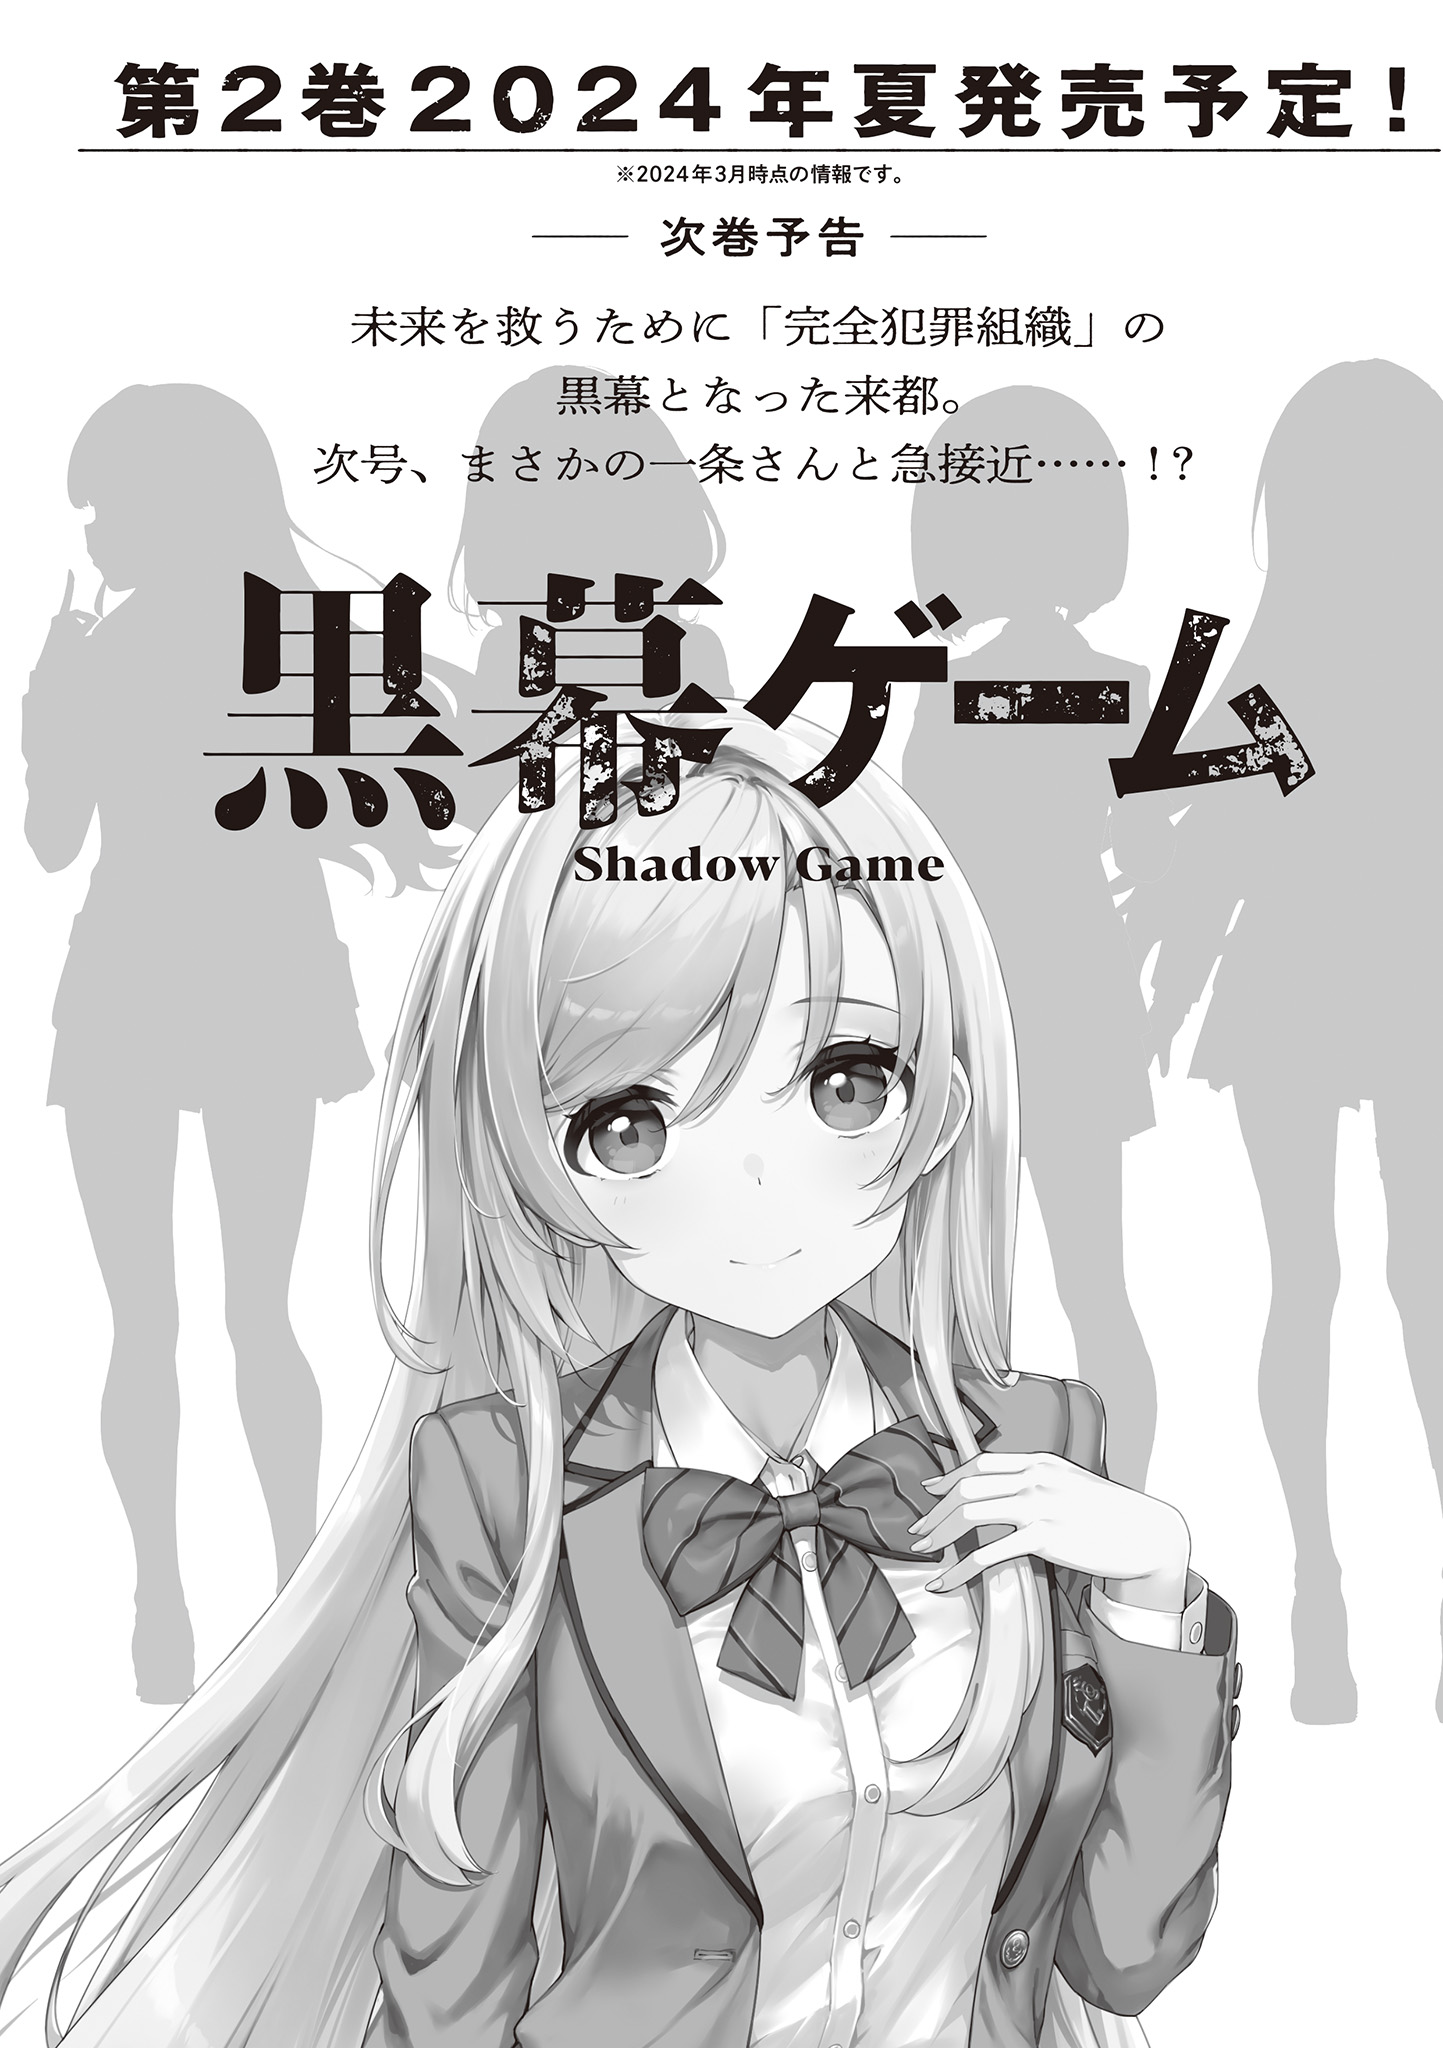 第2巻2024年夏発売予定！
※2024年3月時点の情報です。
次巻予告
未来を救うために「完全犯罪組織」の
黒幕となった来都。
次号、まさかの一条さんと急接近……！？
黒幕ゲーム
Shadow Game